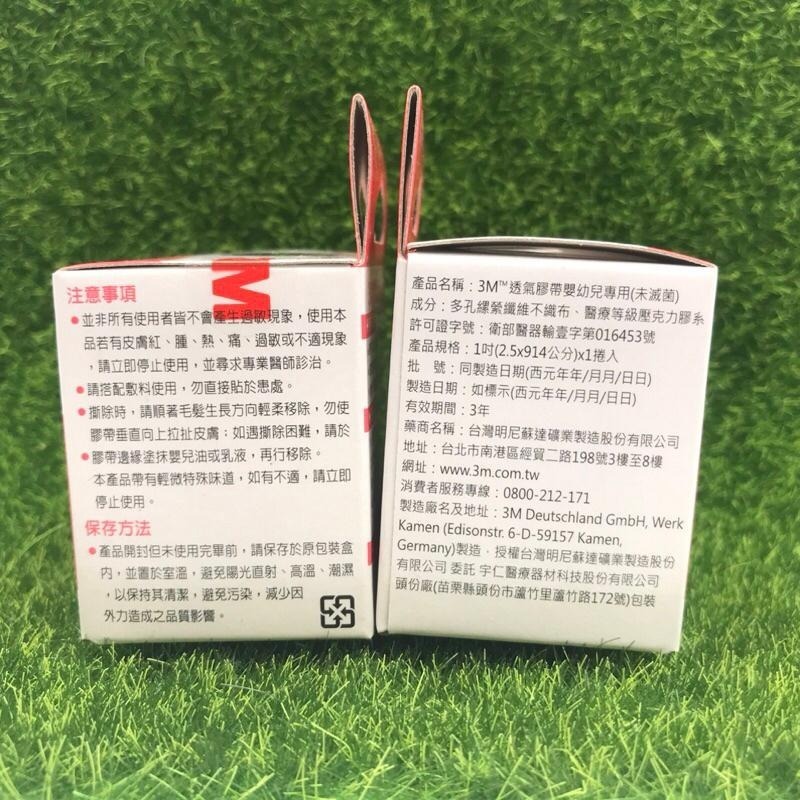 M
注意事項
●並非所有使用者皆不會產生過敏現象，使用本
品若有皮膚紅、腫、熱、痛、過敏或不適現象
，請立即停止使用，並尋求專業醫師診治。
●請搭配敷料使用，勿直接貼於患處。
●撕除時，請順著毛髮生長方向輕柔移除，勿使
膠帶垂直向上拉扯皮膚；如遇撕除困難，請於
●膠帶邊緣塗抹嬰兒油或乳液，再行移除。
本產品帶有輕微特殊味道，如有不適，請立即
停止使用。
保存方法
●產品開封但未使用完畢前，請保存於原包裝盒
內，並置於室溫，避免陽光直射、高溫、潮濕
，以保持其清潔，避免污染，減少因
外力造成之品質影響。
產品名稱：3M™透氣膠帶嬰幼兒專用(未滅菌)
成分：多孔縲縈纖維不織布、醫療等級壓克力膠系
許可證字號：衛部醫器輸壹字第016453號
產品規格：1吋(2.5x914公分)x1捲入
批　號：同製造日期(西元年年/月月/日日)
製造日期：如標示(西元年年/月月/日日)
有效期間：3年
藥商名稱：台灣明尼蘇達礦業製造股份有限公司
地址：台北市南港區經貿二路198號3樓至8樓
網址：www.3m.com.tw
消費者服務專線：0800-212-171
製造廠名及地址：3M Deutschland GmbH, Werk
Kamen (Edisonstr. 6-D-59157 Kamen,
Germany)製造，授權台灣明尼蘇達礦業製造股份
有限公司 委託 宇仁醫療器材科技股份有限公司
頭份廠(苗栗縣頭份市蘆竹里蘆竹路172號)包裝